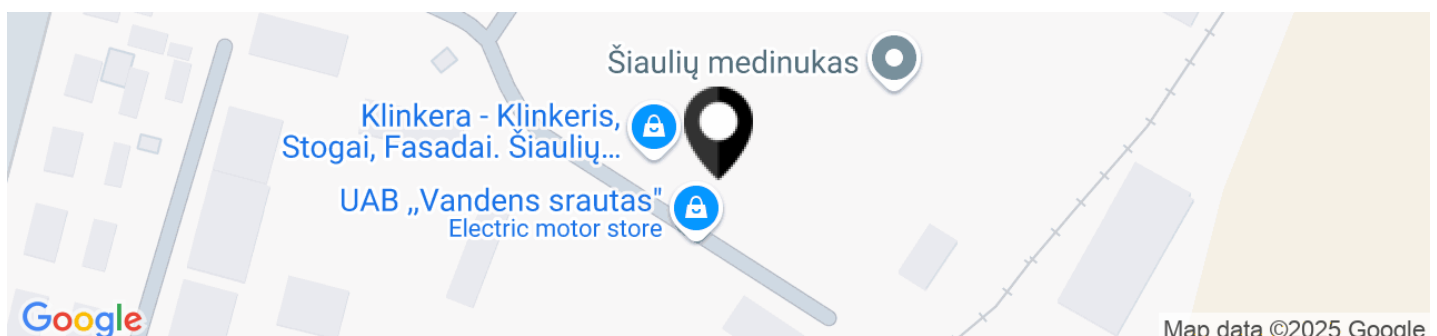 Šiaulių medinukas
Klinkera - Klinkeris,
Stogai, Fasadai. Šiaulių...
UAB ,,Vandens srautas"
Electric motor store
Google
Map data ©2025 Google